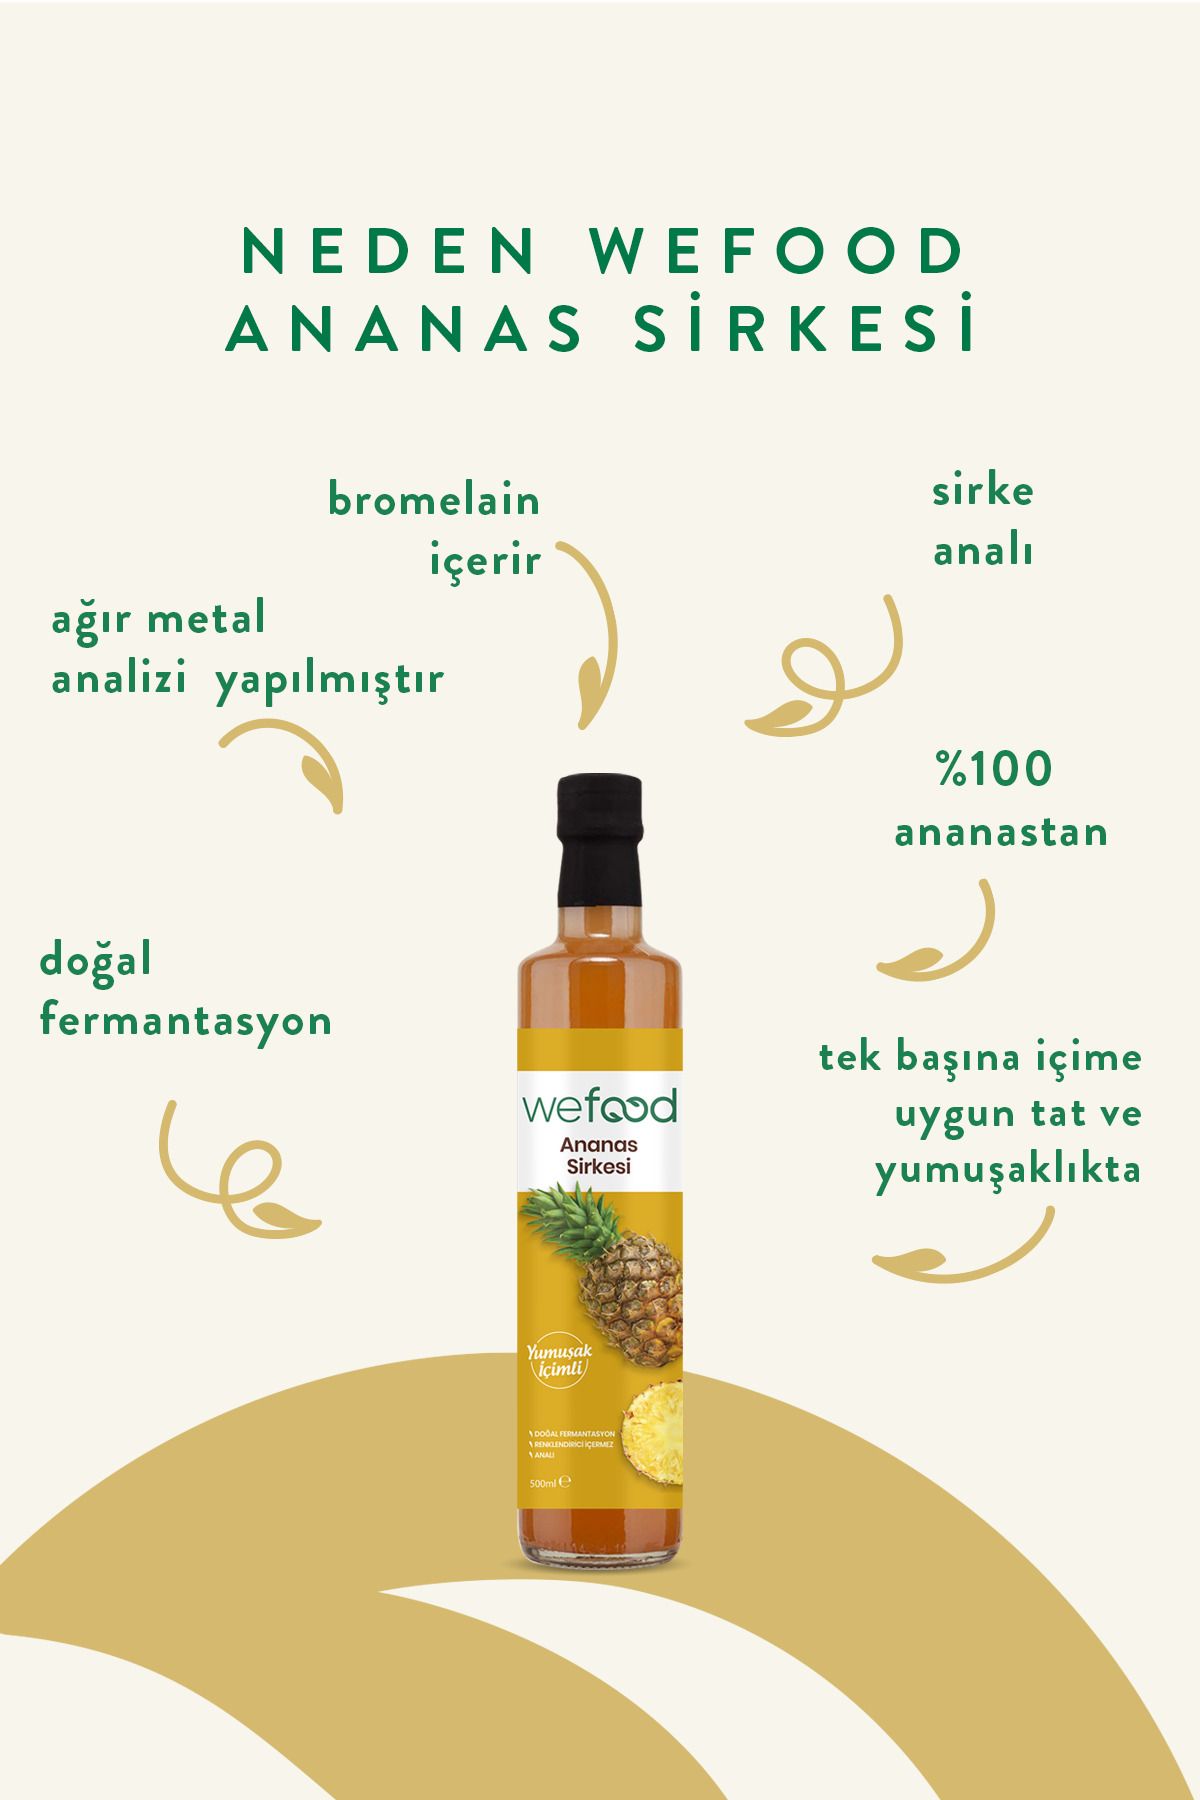 NEDEN WEFOOD
ANANAS SİRKESİ
bromelain
içerir
sirke
analı
ağır metal
analizi yapılmıştır
%100
ananastan
doğal
fermantasyon
tek başına içime
uygun tat ve
yumuşaklıkta
wefood
Ananas
Sirkesi
Yumuşak
İçimli
DOĞAL FERMANTASYON
RENKLENDİRİCİ İÇERMEZ
ANALI
500ml ℮